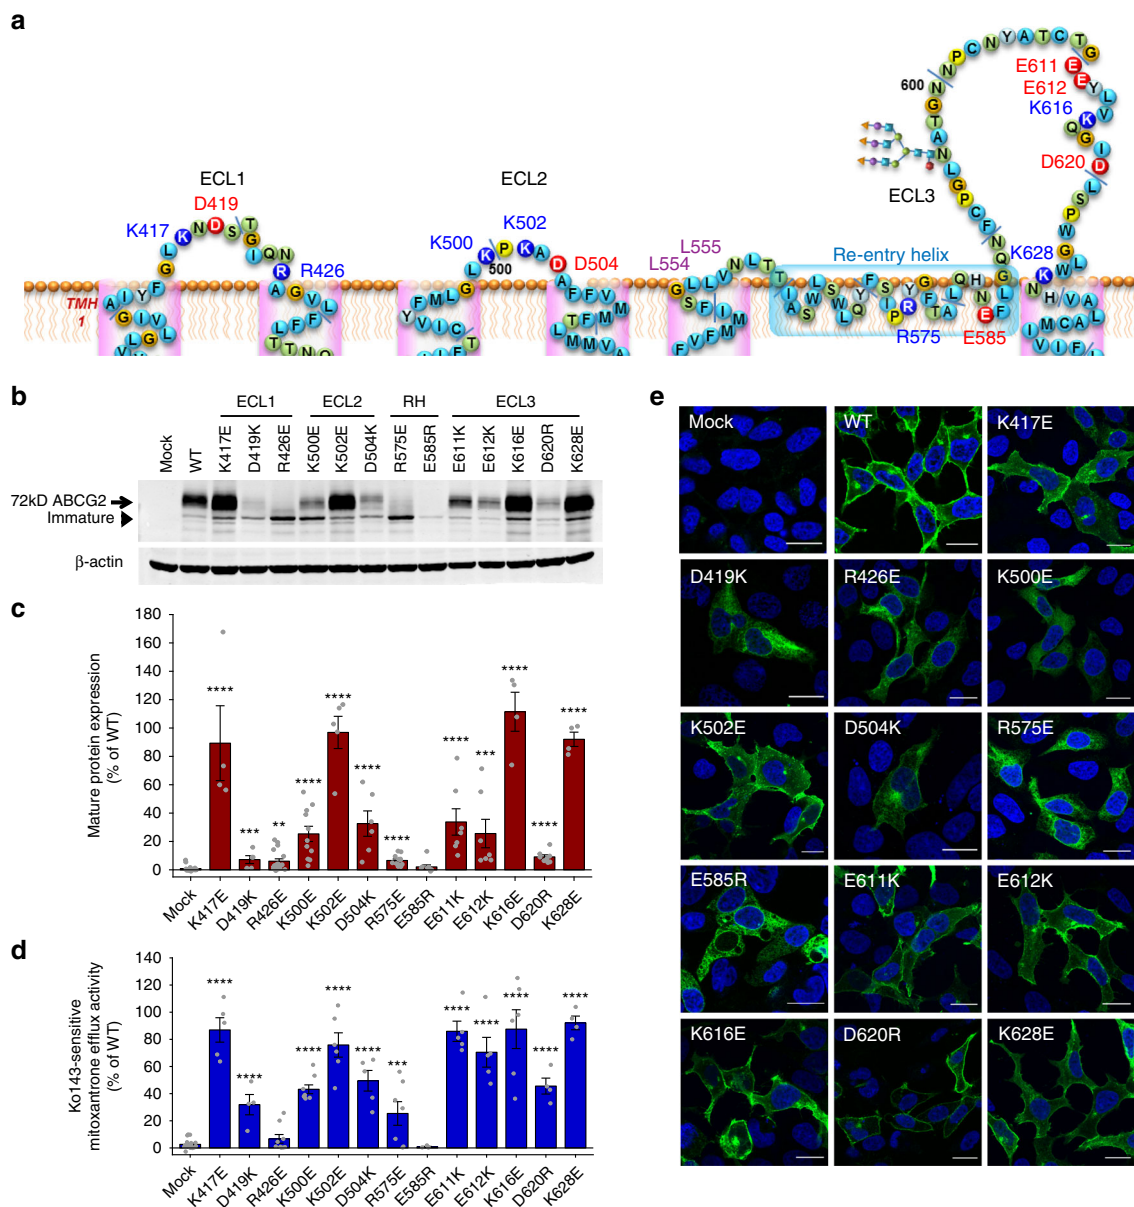 a
ECL1
D419
K417
R426
TMH
1
ECL2
K502
K500
500
D504
L555
L554
Re-entry helix
R575
E585
600
ECL3
E611
E612
K616
D620
K628
b
ECL1 ECL2 RH ECL3
Mock WT K417E D419K R426E K500E K502E D504K R575E E585R E611K E612K K616E D620R K628E
72kD ABCG2
Immature
β-actin
c
Mature protein expression
(% of WT)
180
160
140
120
100
80
60
40
20
0
**** *** ** **** **** **** **** **** *** **** **** ****
Mock K417E D419K R426E K500E K502E D504K R575E E585R E611K E612K K616E D620R K628E
d
Ko143-sensitive
mitoxantrone efflux activity
(% of WT)
140
120
100
80
60
40
20
0
**** **** **** **** **** *** **** **** **** **** ****
Mock K417E D419K R426E K500E K502E D504K R575E E585R E611K E612K K616E D620R K628E
e
Mock WT K417E
D419K R426E K500E
K502E D504K R575E
E585R E611K E612K
K616E D620R K628E